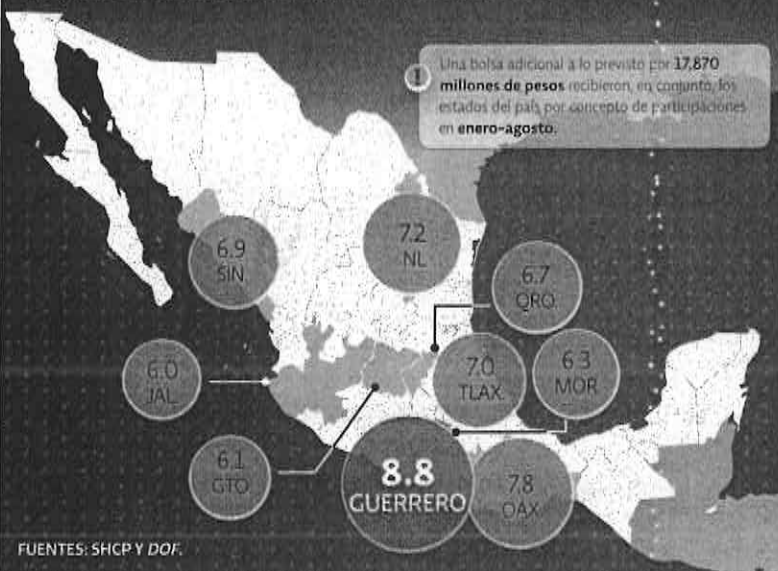 Una bolsa adicional a lo previsto por 17,870
millones de pesos recibieron, en conjunto, los
estados del país por concepto de participaciones
en enero-agosto.
7.2
NL
6.9
SIN
6.7
QRO.
6.0
JAL.
7.0
TLAX.
6.3
MOR
6.1
GTO.
8.8
GUERRERO
7.8
OAX.
FUENTES: SHCP Y DOF.